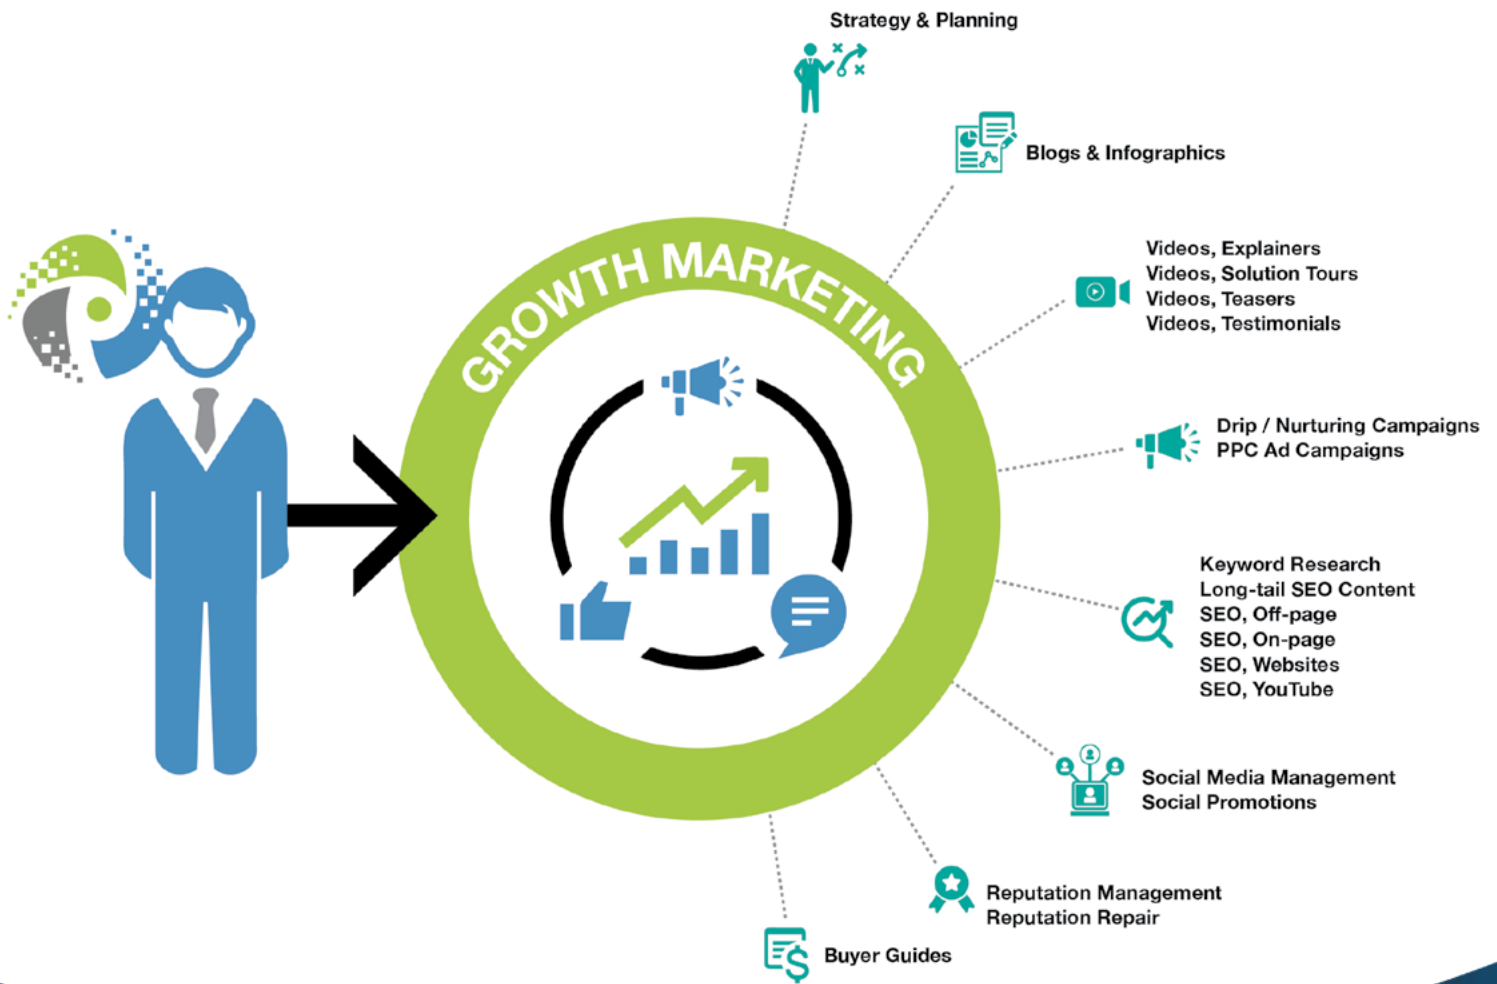 Strategy & Planning
Blogs & Infographics
GROWTH MARKETING
Videos, Explainers
Videos, Solution Tours
Videos, Teasers
Videos, Testimonials
Drip / Nurturing Campaigns
PPC Ad Campaigns
Keyword Research
Long-tail SEO Content
SEO, Off-page
SEO, On-page
SEO, Websites
SEO, YouTube
Social Media Management
Social Promotions
Reputation Management
Reputation Repair
Buyer Guides